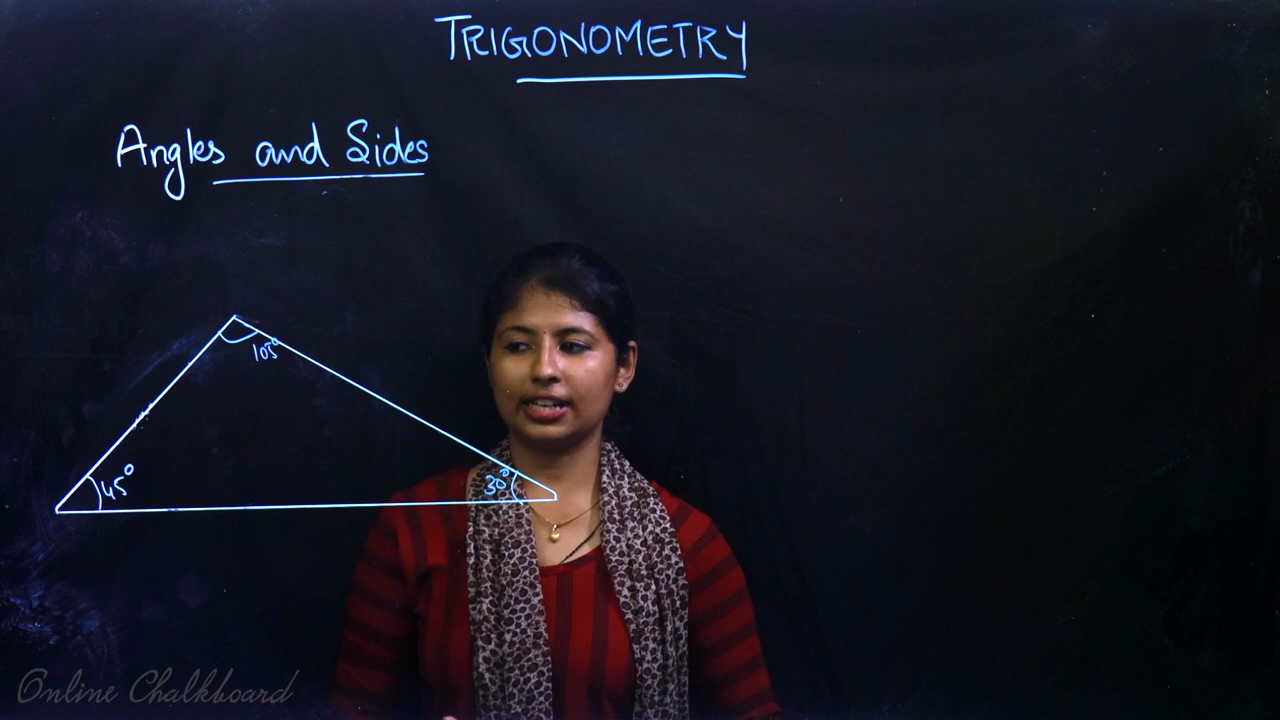 TRIGONOMETRY
Angles and Sides
105°
45°
30°
Online Chalkboard